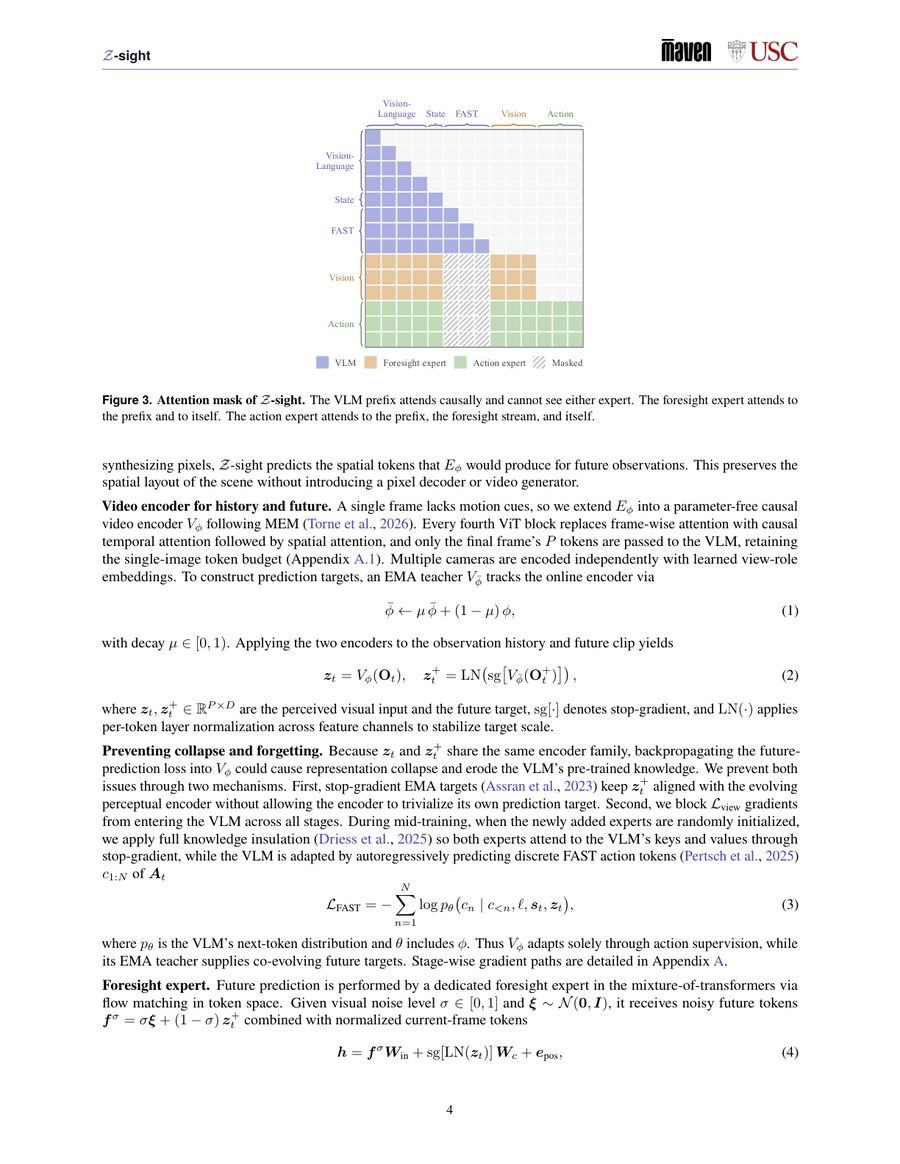 Z-sight
maven
USC
Vision-
Language
State
FAST
Vision
Action
Vision-
Language
State
FAST
Vision
Action
VLM
Foresight expert
Action expert
Masked
Figure 3. Attention mask of Z-sight. The VLM prefix attends causally and cannot see either expert. The foresight expert attends to
the prefix and to itself. The action expert attends to the prefix, the foresight stream, and itself.
synthesizing pixels, Z-sight predicts the spatial tokens that E_ϕ would produce for future observations. This preserves the
spatial layout of the scene without introducing a pixel decoder or video generator.
Video encoder for history and future. A single frame lacks motion cues, so we extend E_ϕ into a parameter-free causal
video encoder V_ϕ following MEM (Torne et al., 2026). Every fourth ViT block replaces frame-wise attention with causal
temporal attention followed by spatial attention, and only the final frame's P tokens are passed to the VLM, retaining
the single-image token budget (Appendix A.1). Multiple cameras are encoded independently with learned view-role
embeddings. To construct prediction targets, an EMA teacher V_ϕ̄ tracks the online encoder via
ϕ̄ ← μ ϕ̄ + (1 − μ) ϕ, (1)
with decay μ ∈ [0, 1). Applying the two encoders to the observation history and future clip yields
z_t = V_ϕ(O_t), z_t^+ = LN(sg[V_ϕ̄(O_t^+)]), (2)
where z_t, z_t^+ ∈ ℝ^{P×D} are the perceived visual input and the future target, sg[·] denotes stop-gradient, and LN(·) applies
per-token layer normalization across feature channels to stabilize target scale.
Preventing collapse and forgetting. Because z_t and z_t^+ share the same encoder family, backpropagating the future-
prediction loss into V_ϕ could cause representation collapse and erode the VLM's pre-trained knowledge. We prevent both
issues through two mechanisms. First, stop-gradient EMA targets (Assran et al., 2023) keep z_t^+ aligned with the evolving
perceptual encoder without allowing the encoder to trivialize its own prediction target. Second, we block ℒ_view gradients
from entering the VLM across all stages. During mid-training, when the newly added experts are randomly initialized,
we apply full knowledge insulation (Driess et al., 2025) so both experts attend to the VLM's keys and values through
stop-gradient, while the VLM is adapted by autoregressively predicting discrete FAST action tokens (Pertsch et al., 2025)
c_{1:N} of A_t
ℒ_FAST = − ∑_{n=1}^{N} log p_θ(c_n | c_{<n}, ℓ, s_t, z_t), (3)
where p_θ is the VLM's next-token distribution and θ includes ϕ. Thus V_ϕ adapts solely through action supervision, while
its EMA teacher supplies co-evolving future targets. Stage-wise gradient paths are detailed in Appendix A.
Foresight expert. Future prediction is performed by a dedicated foresight expert in the mixture-of-transformers via
flow matching in token space. Given visual noise level σ ∈ [0, 1] and ξ ∼ 𝒩(0, I), it receives noisy future tokens
f^σ = σξ + (1 − σ) z_t^+ combined with normalized current-frame tokens
h = f^σ W_in + sg[LN(z_t)] W_c + e_pos, (4)
4